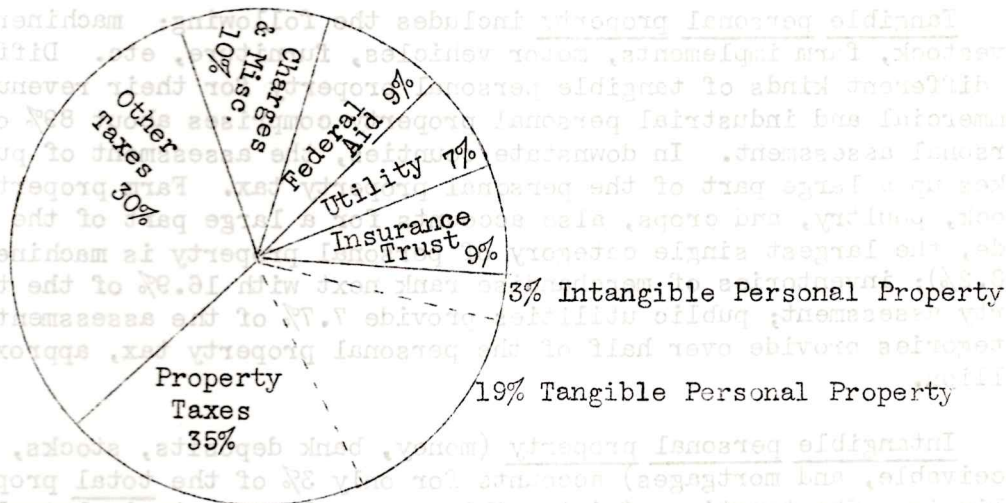 Other
Taxes
30%
Charges
& Misc.
10%
Federal
Aid 9%
Utility 7%
Insurance
Trust 9%
3% Intangible Personal Property
19% Tangible Personal Property
Property
Taxes
35%